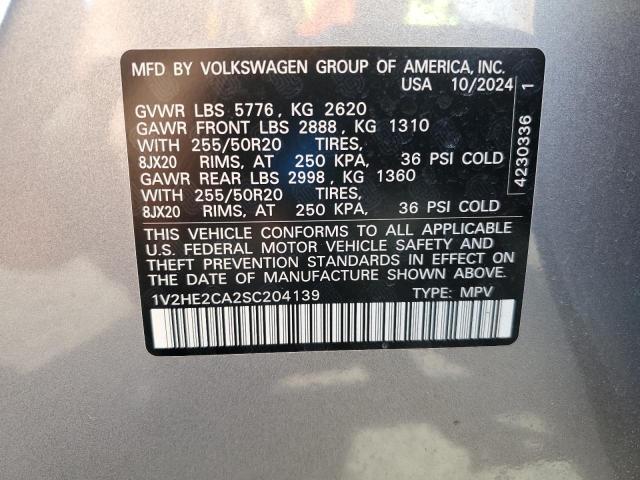 MFD BY VOLKSWAGEN GROUP OF AMERICA, INC.
USA 10/2024
GVWR LBS 5776, KG 2620
GAWR FRONT LBS 2888, KG 1310
WITH 255/50R20 TIRES,
8JX20 RIMS, AT 250 KPA, 36 PSI COLD
GAWR REAR LBS 2998, KG 1360
WITH 255/50R20 TIRES,
8JX20 RIMS, AT 250 KPA, 36 PSI COLD
THIS VEHICLE CONFORMS TO ALL APPLICABLE
U.S. FEDERAL MOTOR VEHICLE SAFETY AND
THEFT PREVENTION STANDARDS IN EFFECT ON
THE DATE OF MANUFACTURE SHOWN ABOVE.
1V2HE2CA2SC204139 TYPE: MPV
4230336 1